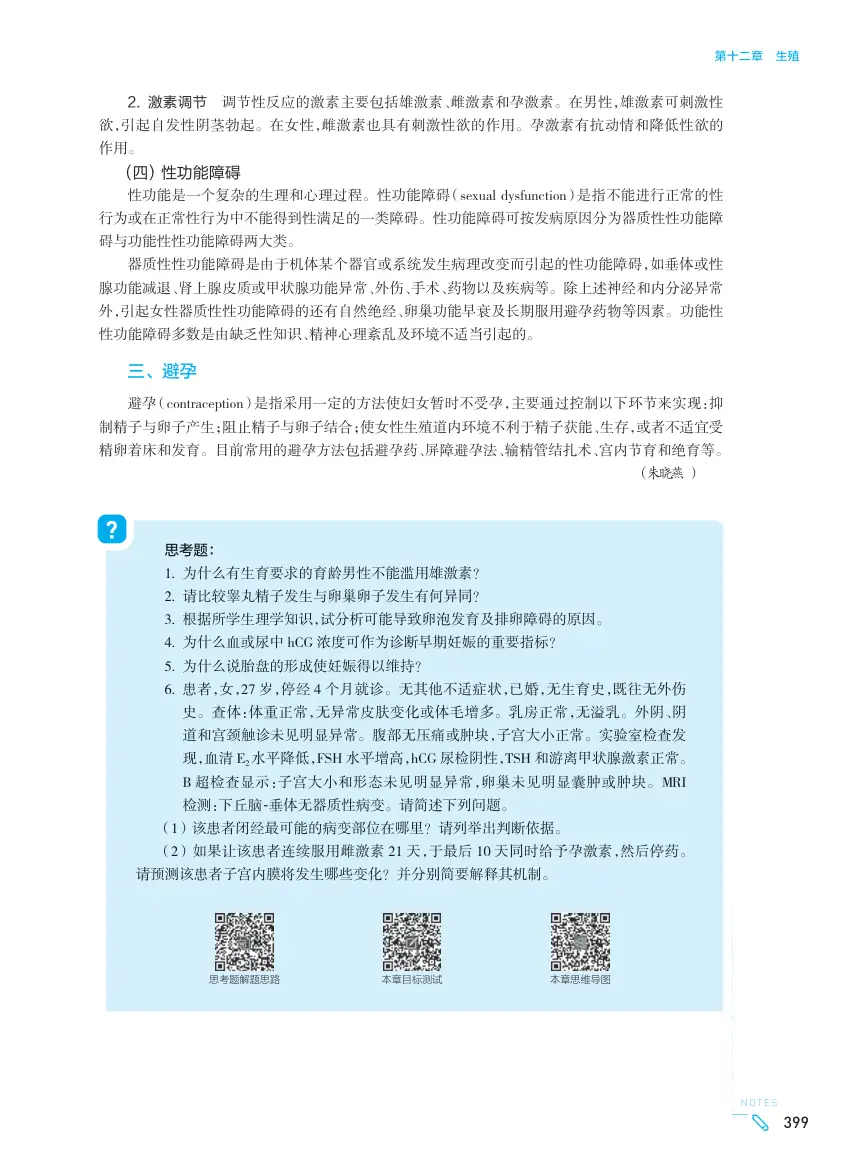 第十二章 生殖
2. 激素调节 调节性反应的激素主要包括雄激素、雌激素和孕激素。在男性,雄激素可刺激性
欲,引起自发性阴茎勃起。在女性,雌激素也具有刺激性欲的作用。孕激素有抗动情和降低性欲的
作用。
(四) 性功能障碍
性功能是一个复杂的生理和心理过程。性功能障碍(sexual dysfunction)是指不能进行正常的性
行为或在正常性行为中不能得到性满足的一类障碍。性功能障碍可按发病原因分为器质性性功能障
碍与功能性性功能障碍两大类。
器质性性功能障碍是由于机体某个器官或系统发生病理改变而引起的性功能障碍,如垂体或性
腺功能减退、肾上腺皮质或甲状腺功能异常、外伤、手术、药物以及疾病等。除上述神经和内分泌异常
外,引起女性器质性性功能障碍的还有自然绝经、卵巢功能早衰及长期服用避孕药物等因素。功能性
性功能障碍多数是由缺乏性知识、精神心理紊乱及环境不适当引起的。
三、避孕
避孕(contraception)是指采用一定的方法使妇女暂时不受孕,主要通过控制以下环节来实现:抑
制精子与卵子产生;阻止精子与卵子结合;使女性生殖道内环境不利于精子获能、生存,或者不适宜受
精卵着床和发育。目前常用的避孕方法包括避孕药、屏障避孕法、输精管结扎术、宫内节育和绝育等。
(朱晓燕 )
?
思考题:
1. 为什么有生育要求的育龄男性不能滥用雄激素?
2. 请比较睾丸精子发生与卵巢卵子发生有何异同?
3. 根据所学生理学知识,试分析可能导致卵泡发育及排卵障碍的原因。
4. 为什么血或尿中 hCG 浓度可作为诊断早期妊娠的重要指标?
5. 为什么说胎盘的形成使妊娠得以维持?
6. 患者,女,27 岁,停经 4 个月就诊。无其他不适症状,已婚,无生育史,既往无外伤
史。查体:体重正常,无异常皮肤变化或体毛增多。乳房正常,无溢乳。外阴、阴
道和宫颈触诊未见明显异常。腹部无压痛或肿块,子宫大小正常。实验室检查发
现,血清 E₂ 水平降低,FSH 水平增高,hCG 尿检阴性,TSH 和游离甲状腺激素正常。
B 超检查显示:子宫大小和形态未见明显异常,卵巢未见明显囊肿或肿块。MRI
检测:下丘脑-垂体无器质性病变。请简述下列问题。
(1)该患者闭经最可能的病变部位在哪里?请列举出判断依据。
(2)如果让该患者连续服用雌激素 21 天,于最后 10 天同时给予孕激素,然后停药。
请预测该患者子宫内膜将发生哪些变化?并分别简要解释其机制。
思考题解题思路 本章目标测试 本章思维导图
NOTES
399